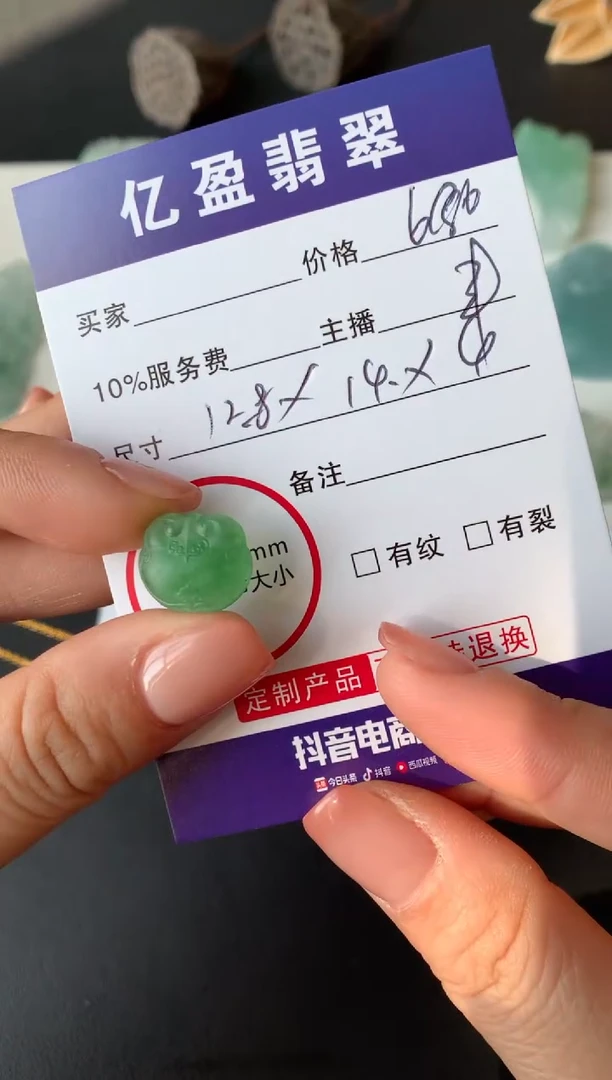 亿盈翡翠
买家 价格 680
10%服务费 主播
尺寸 12.8 × 14. ×
备注
mm
大小
有纹 有裂
定制产品 退换
抖音电商
今日头条 抖音 西瓜视频